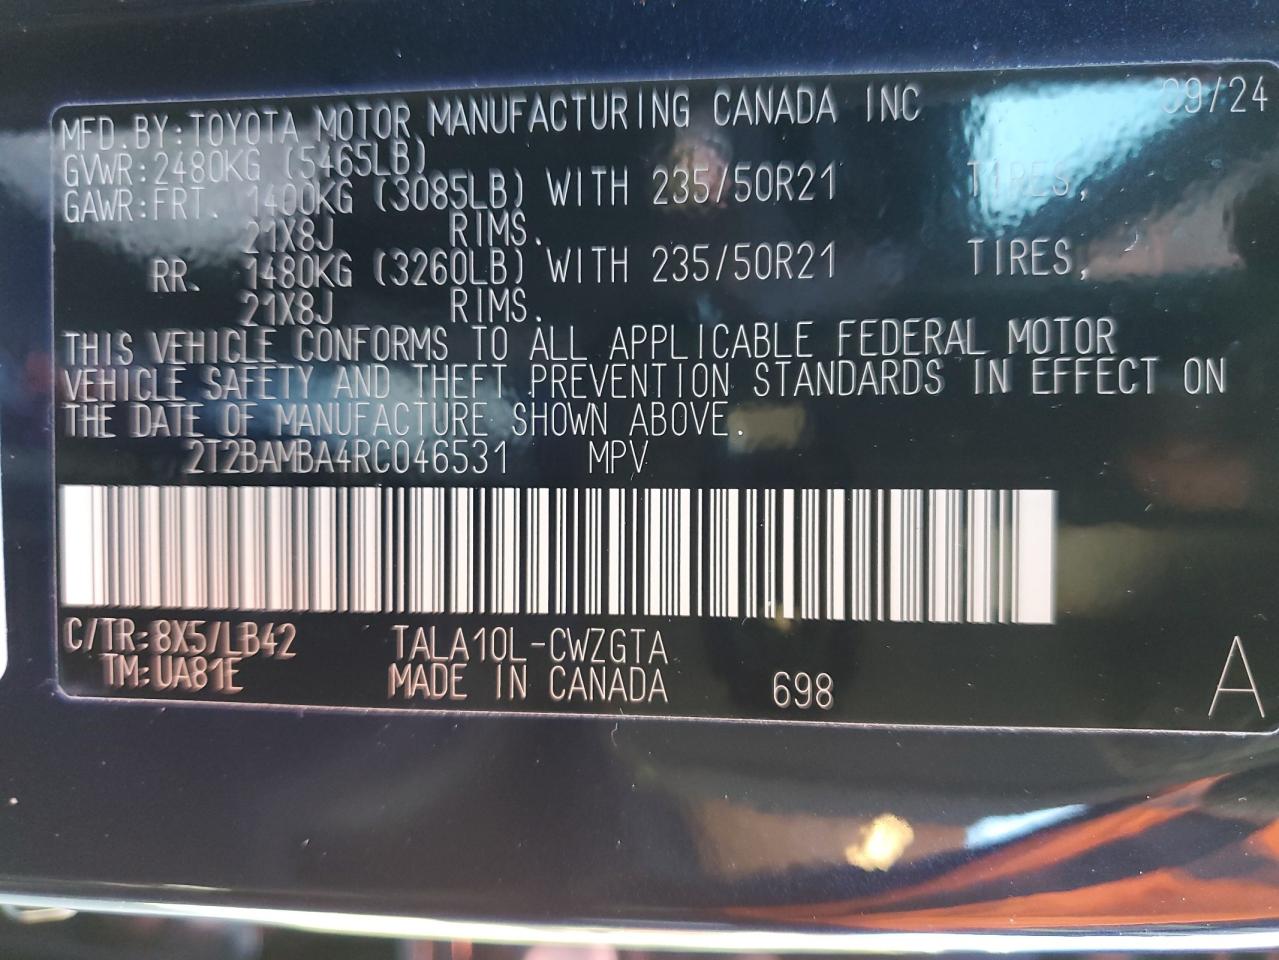 MFD.BY:TOYOTA MOTOR MANUFACTURING CANADA INC 09/24
GVWR:2480KG (5465LB)
GAWR:FRT. 1400KG (3085LB) WITH 235/50R21 TIRES,
21X8J RIMS.
RR. 1480KG (3260LB) WITH 235/50R21 TIRES,
21X8J RIMS.
THIS VEHICLE CONFORMS TO ALL APPLICABLE FEDERAL MOTOR
VEHICLE SAFETY AND THEFT PREVENTION STANDARDS IN EFFECT ON
THE DATE OF MANUFACTURE SHOWN ABOVE.
2T2BAMBA4RC046531 MPV
C/TR:8X5/LB42 TALA10L-CWZGTA
TM:UA81E MADE IN CANADA 698 A